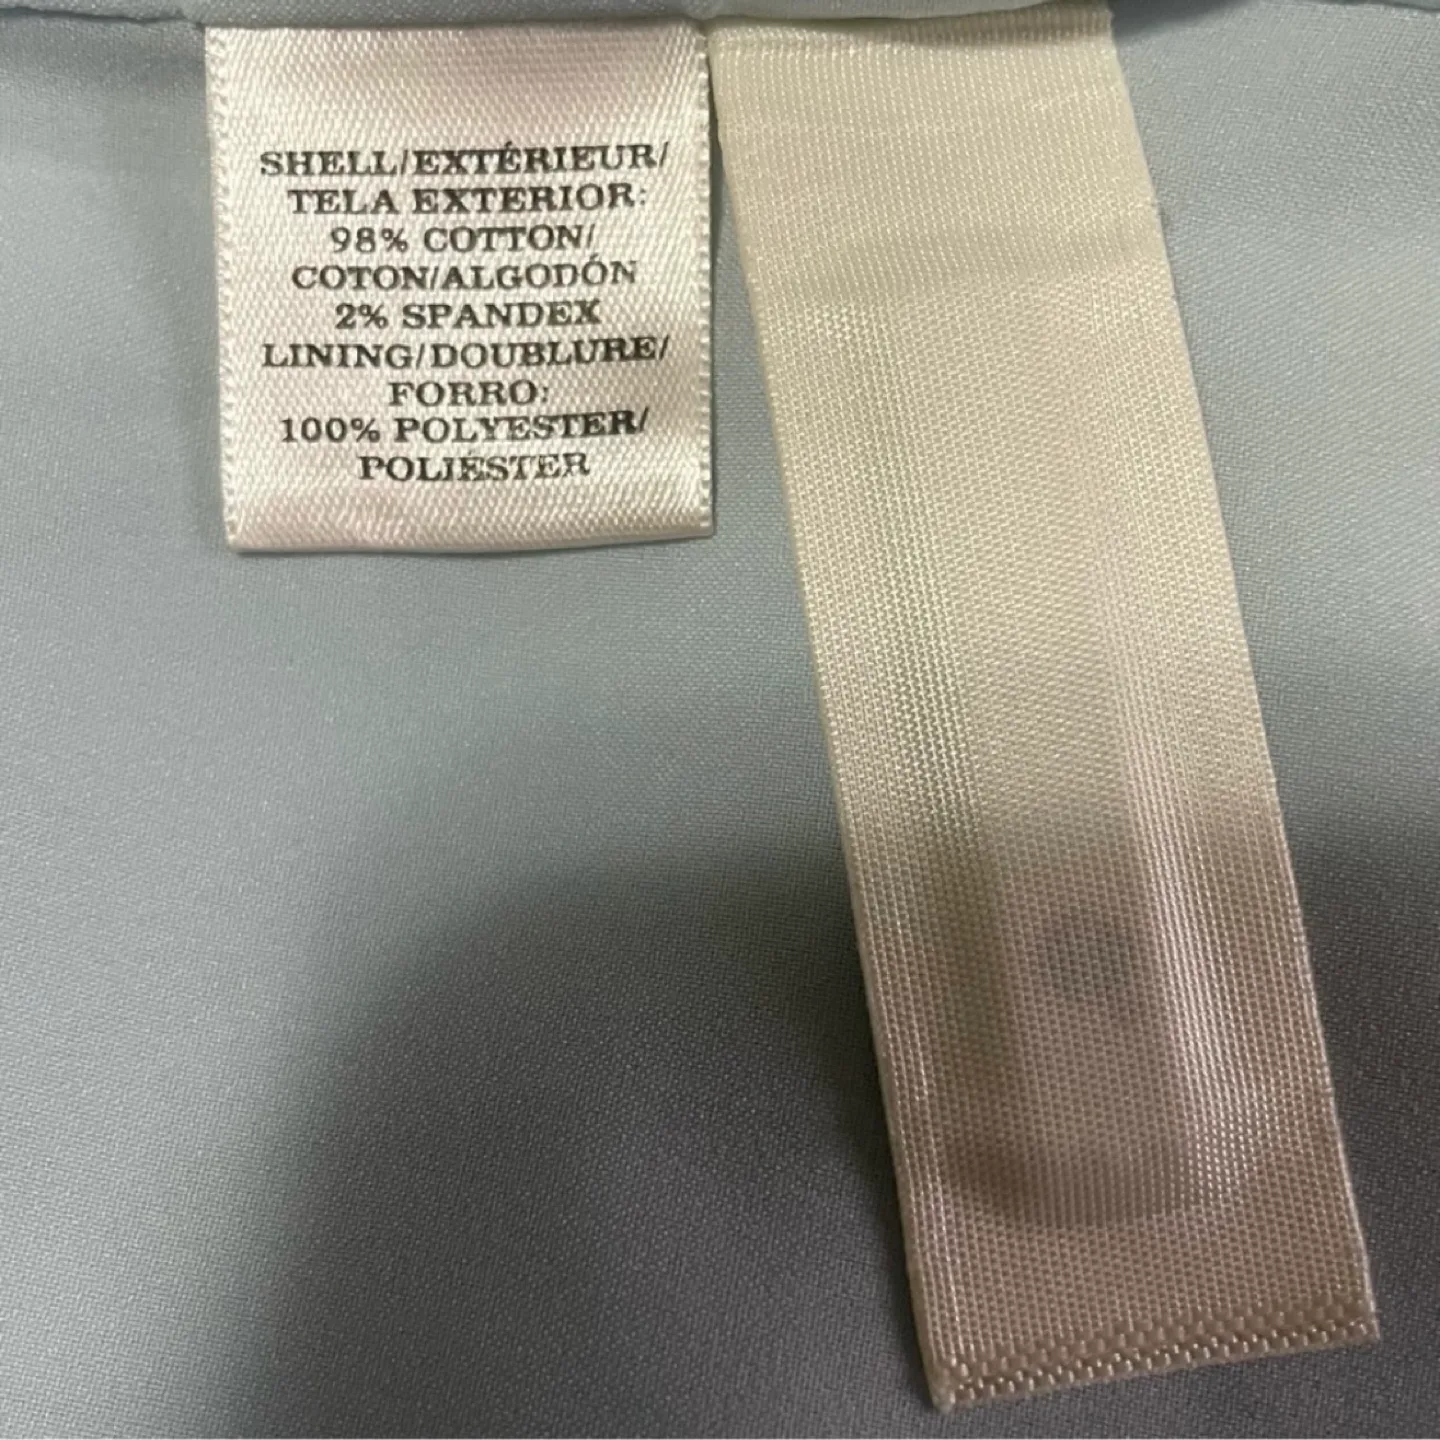 SHELL/EXTÉRIEUR/
TELA EXTERIOR:
98% COTTON/
COTON/ALGODÓN
2% SPANDEX
LINING/DOUBLURE/
FORRO:
100% POLYESTER/
POLIÉSTER